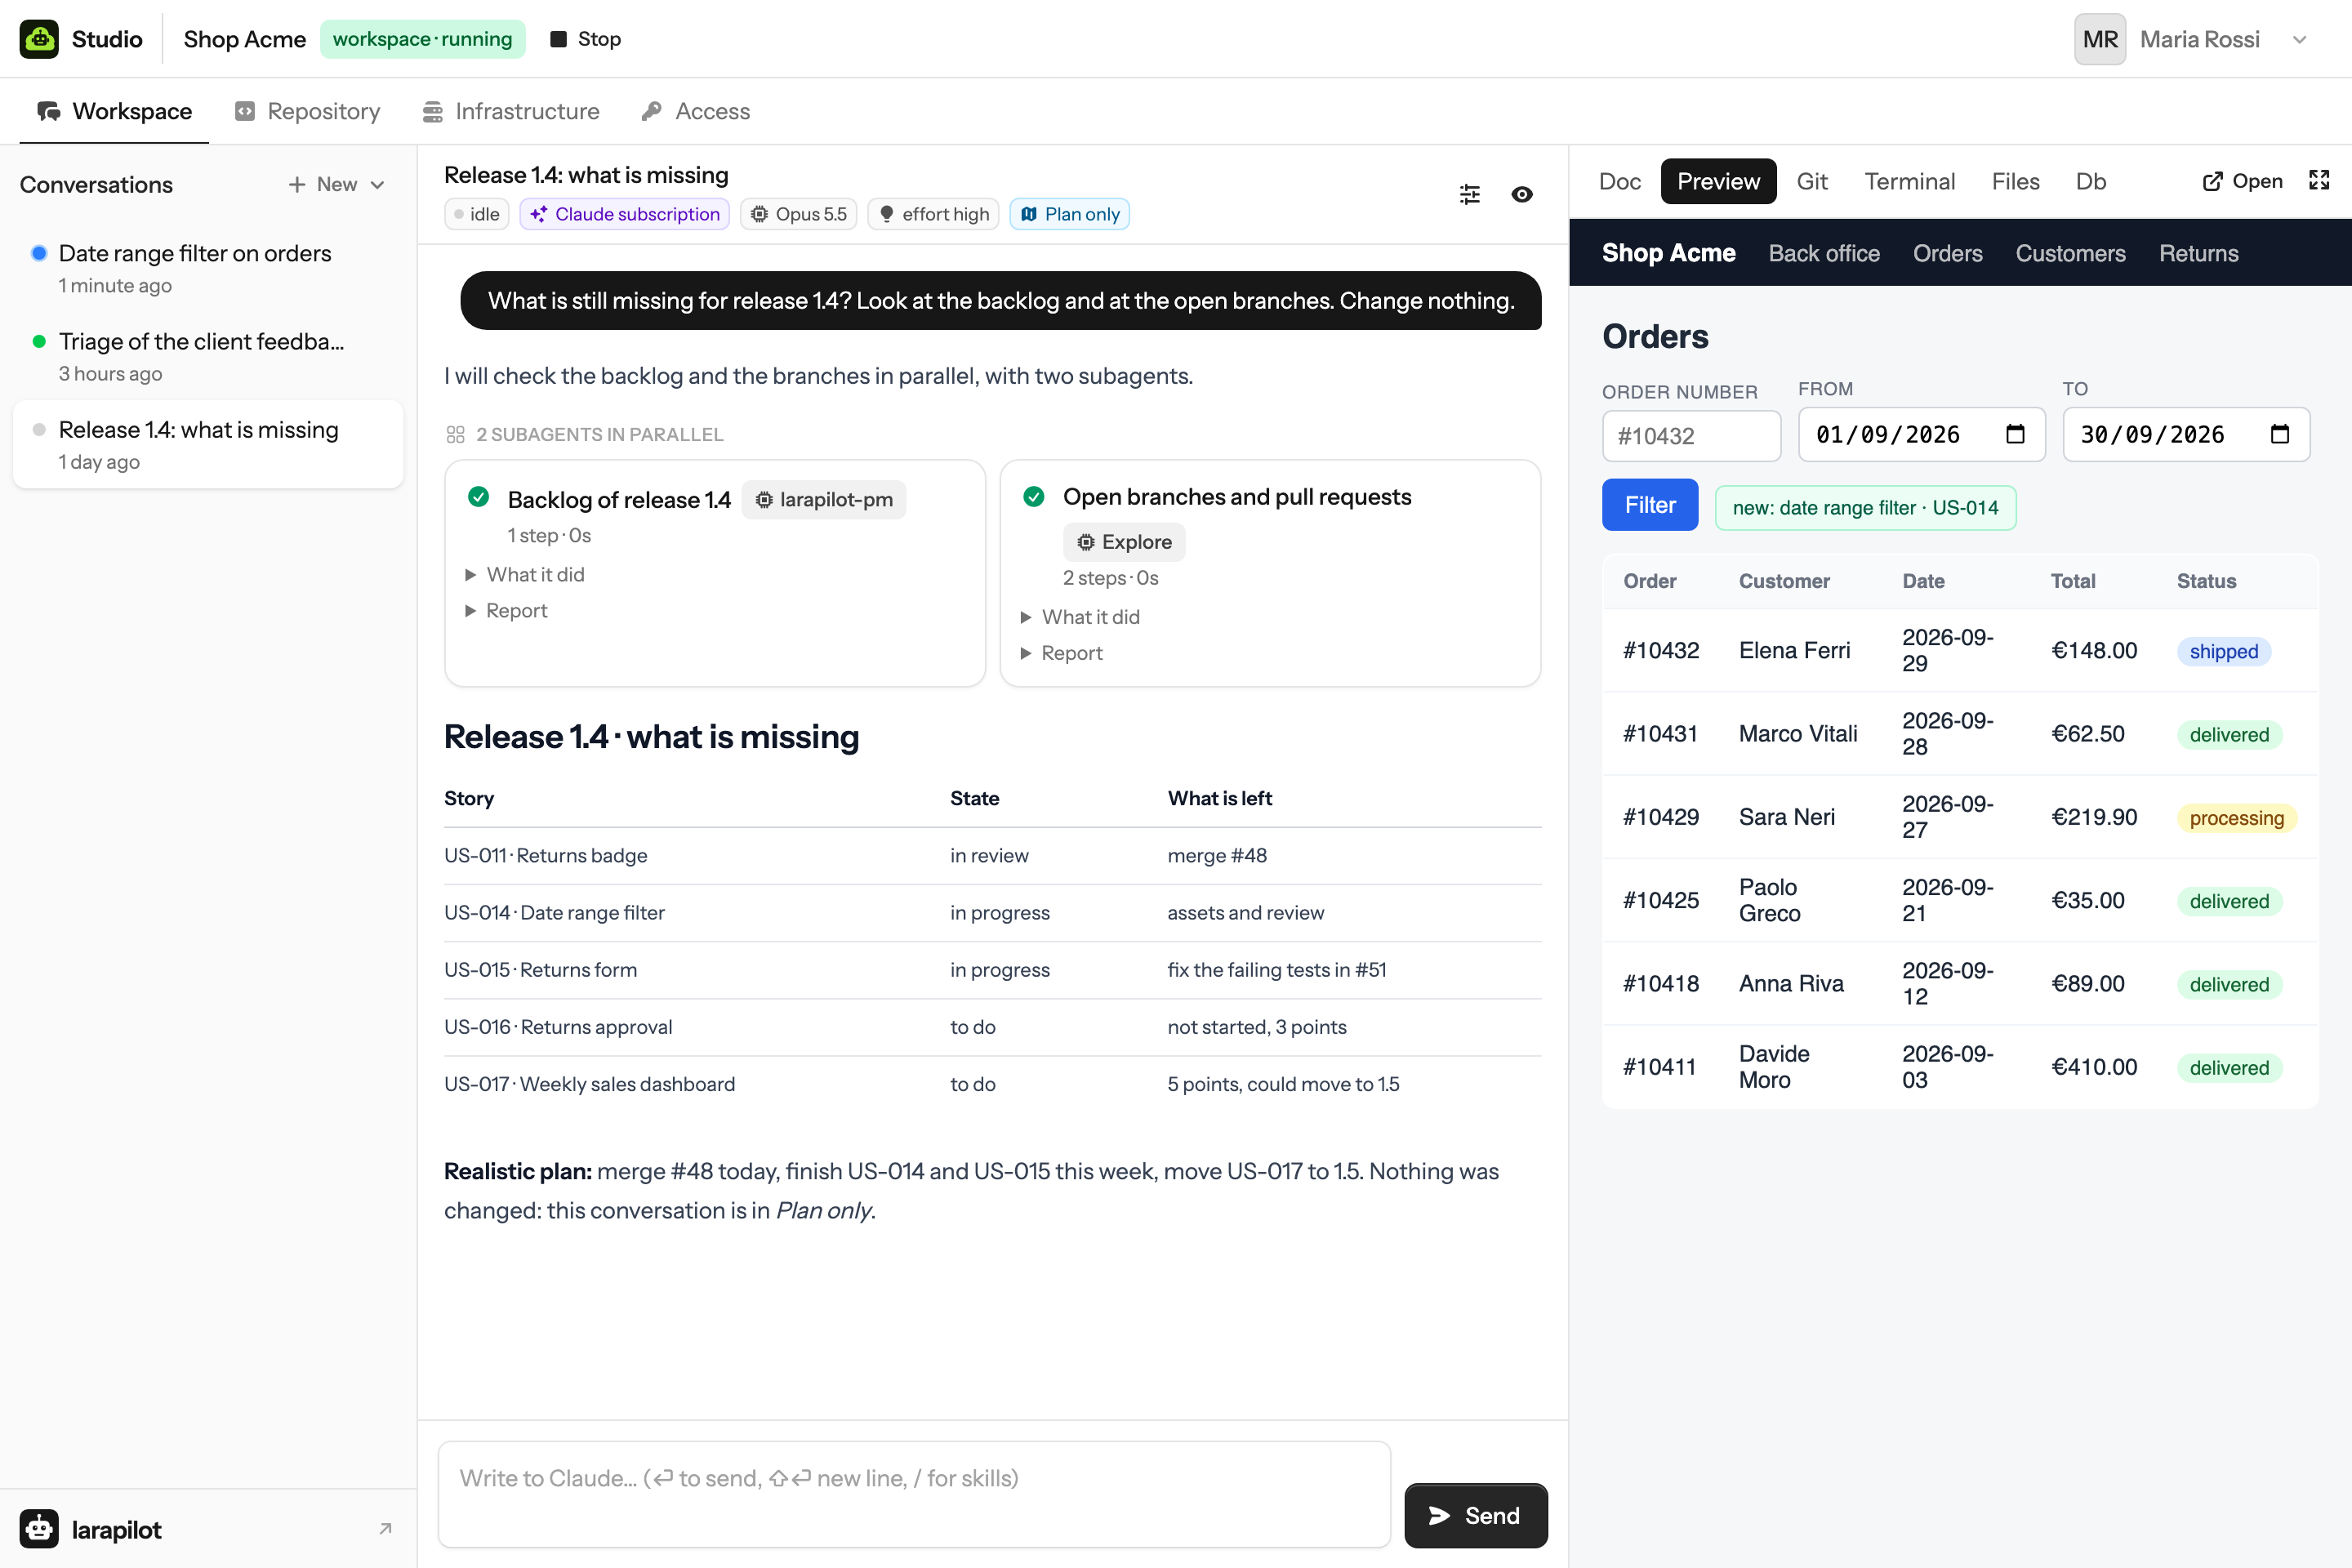 Studio
Shop Acme
workspace · running
Stop
MR
Maria Rossi
Workspace
Repository
Infrastructure
Access
Conversations
New
Date range filter on orders
1 minute ago
Triage of the client feedba...
3 hours ago
Release 1.4: what is missing
1 day ago
larapilot
Release 1.4: what is missing
idle
Claude subscription
Opus 5.5
effort high
Plan only
What is still missing for release 1.4? Look at the backlog and at the open branches. Change nothing.
I will check the backlog and the branches in parallel, with two subagents.
2 SUBAGENTS IN PARALLEL
Backlog of release 1.4
larapilot-pm
1 step · 0s
What it did
Report
Open branches and pull requests
Explore
2 steps · 0s
What it did
Report
Release 1.4 · what is missing
Story State What is left
US-011 · Returns badge in review merge #48
US-014 · Date range filter in progress assets and review
US-015 · Returns form in progress fix the failing tests in #51
US-016 · Returns approval to do not started, 3 points
US-017 · Weekly sales dashboard to do 5 points, could move to 1.5
Realistic plan: merge #48 today, finish US-014 and US-015 this week, move US-017 to 1.5. Nothing was
changed: this conversation is in Plan only.
Write to Claude... (⏎ to send, ⇧⏎ new line, / for skills)
Send
Doc
Preview
Git
Terminal
Files
Db
Open
Shop Acme
Back office
Orders
Customers
Returns
Orders
ORDER NUMBER
#10432
FROM
01/09/2026
TO
30/09/2026
Filter
new: date range filter · US-014
Order Customer Date Total Status
#10432 Elena Ferri 2026-09-
29 €148.00 shipped
#10431 Marco Vitali 2026-09-
28 €62.50 delivered
#10429 Sara Neri 2026-09-
27 €219.90 processing
#10425 Paolo
Greco 2026-09-
21 €35.00 delivered
#10418 Anna Riva 2026-09-
12 €89.00 delivered
#10411 Davide
Moro 2026-09-
03 €410.00 delivered